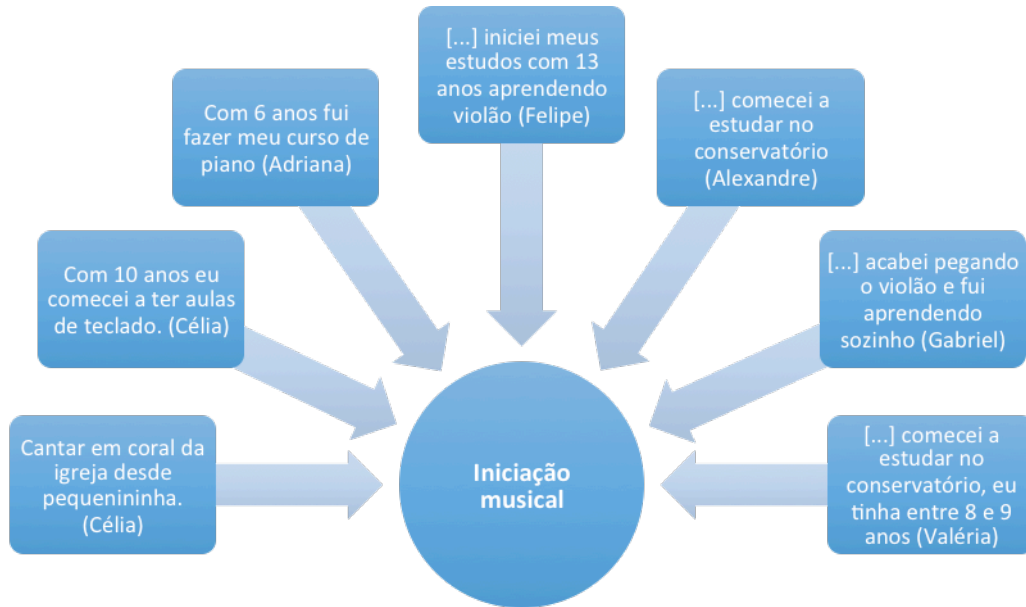 [...] iniciei meus
estudos com 13
anos aprendendo
violão (Felipe)
Com 6 anos fui
fazer meu curso de
piano (Adriana)
[...] comecei a
estudar no
conservatório
(Alexandre)
Com 10 anos eu
comecei a ter aulas
de teclado. (Célia)
[...] acabei pegando
o violão e fui
aprendendo
sozinho (Gabriel)
Cantar em coral da
igreja desde
pequenininha.
(Célia)
Iniciação
musical
[...] comecei a
estudar no
conservatório, eu
tinha entre 8 e 9
anos (Valéria)